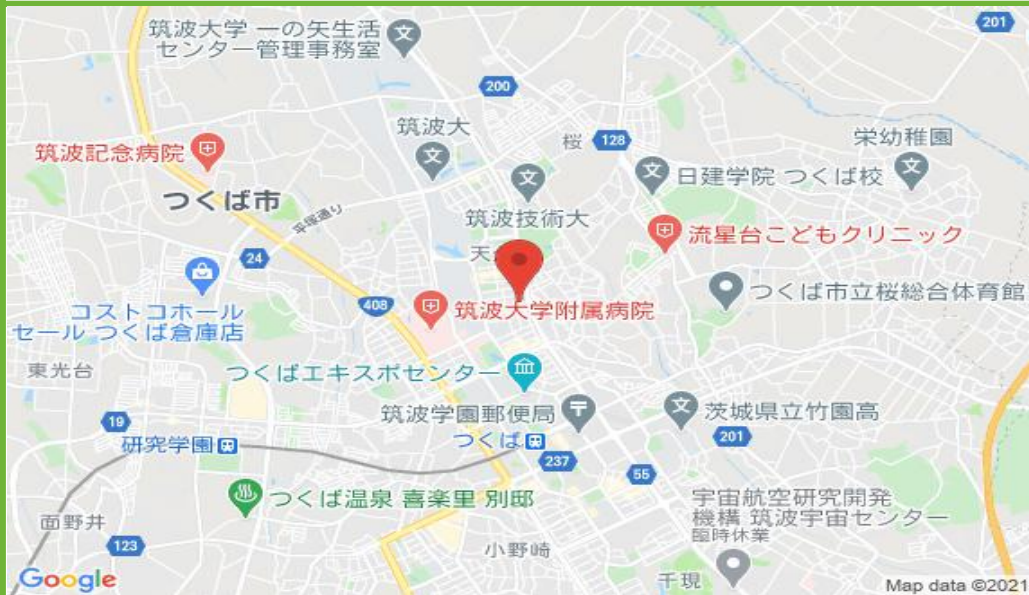 筑波大学 一の矢生活
センター管理事務室
201
200
筑波大
桜
128
栄幼稚園
筑波記念病院
日建学院 つくば校
つくば市
平塚通り
筑波技術大
流星台こどもクリニック
天
24
408
コストコホール
セール つくば倉庫店
筑波大学附属病院
つくば市立桜総合体育館
東光台
つくばエキスポセンター
筑波学園郵便局
茨城県立竹園高
19
研究学園
つくば
201
237
55
つくば温泉 喜楽里 別邸
宇宙航空研究開発
機構 筑波宇宙センター
臨時休業
面野井
123
小野崎
千現
Google
Map data ©2021